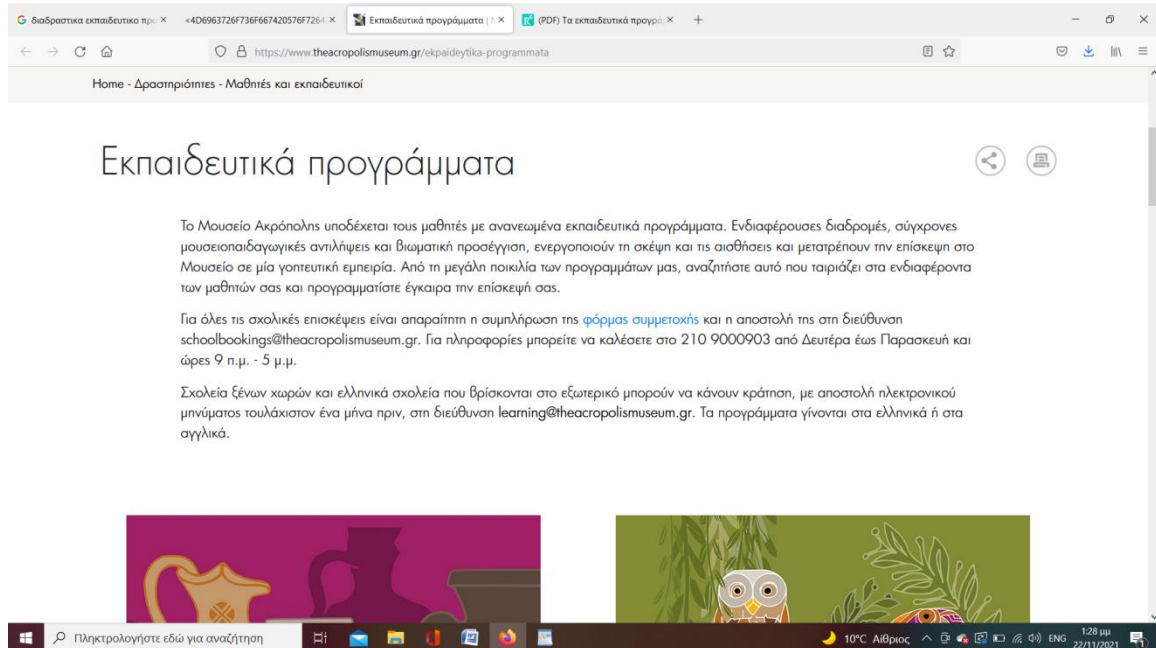 διαδραστικα εκπαιδευτικο προ
<4D6963726F736F667420576F7264.
Εκπαιδευτικά προγράμματα |
(PDF) Τα εκπαιδευτικά προγρά
https://www.theacropolismuseum.gr/ekpaideytika-programmata
Home - Δραστηριότητες - Μαθητές και εκπαιδευτικοί
Εκπαιδευτικά προγράμματα
Το Μουσείο Ακρόπολης υποδέχεται τους μαθητές με ανανεωμένα εκπαιδευτικά προγράμματα. Ενδιαφέρουσες διαδρομές, σύγχρονες
μουσειοπαιδαγωγικές αντιλήψεις και βιωματική προσέγγιση, ενεργοποιούν τη σκέψη και τις αισθήσεις και μετατρέπουν την επίσκεψη στο
Μουσείο σε μία γοητευτική εμπειρία. Από τη μεγάλη ποικιλία των προγραμμάτων μας, αναζητήστε αυτό που ταιριάζει στα ενδιαφέροντα
των μαθητών σας και προγραμματίστε έγκαιρα την επίσκεψή σας.
Για όλες τις σχολικές επισκέψεις είναι απαραίτητη η συμπλήρωση της φόρμας συμμετοχής και η αποστολή της στη διεύθυνση
schoolbookings@theacropolismuseum.gr. Για πληροφορίες μπορείτε να καλέσετε στο 210 9000903 από Δευτέρα έως Παρασκευή και
ώρες 9 π.μ. - 5 μ.μ.
Σχολεία ξένων χωρών και ελληνικά σχολεία που βρίσκονται στο εξωτερικό μπορούν να κάνουν κράτηση, με αποστολή ηλεκτρονικού
μηνύματος τουλάχιστον ένα μήνα πριν, στη διεύθυνση learning@theacropolismuseum.gr. Τα προγράμματα γίνονται στα ελληνικά ή στα
αγγλικά.
Πληκτρολογήστε εδώ για αναζήτηση
10°C Αίθριος
ENG
1:28 μμ
22/11/2021